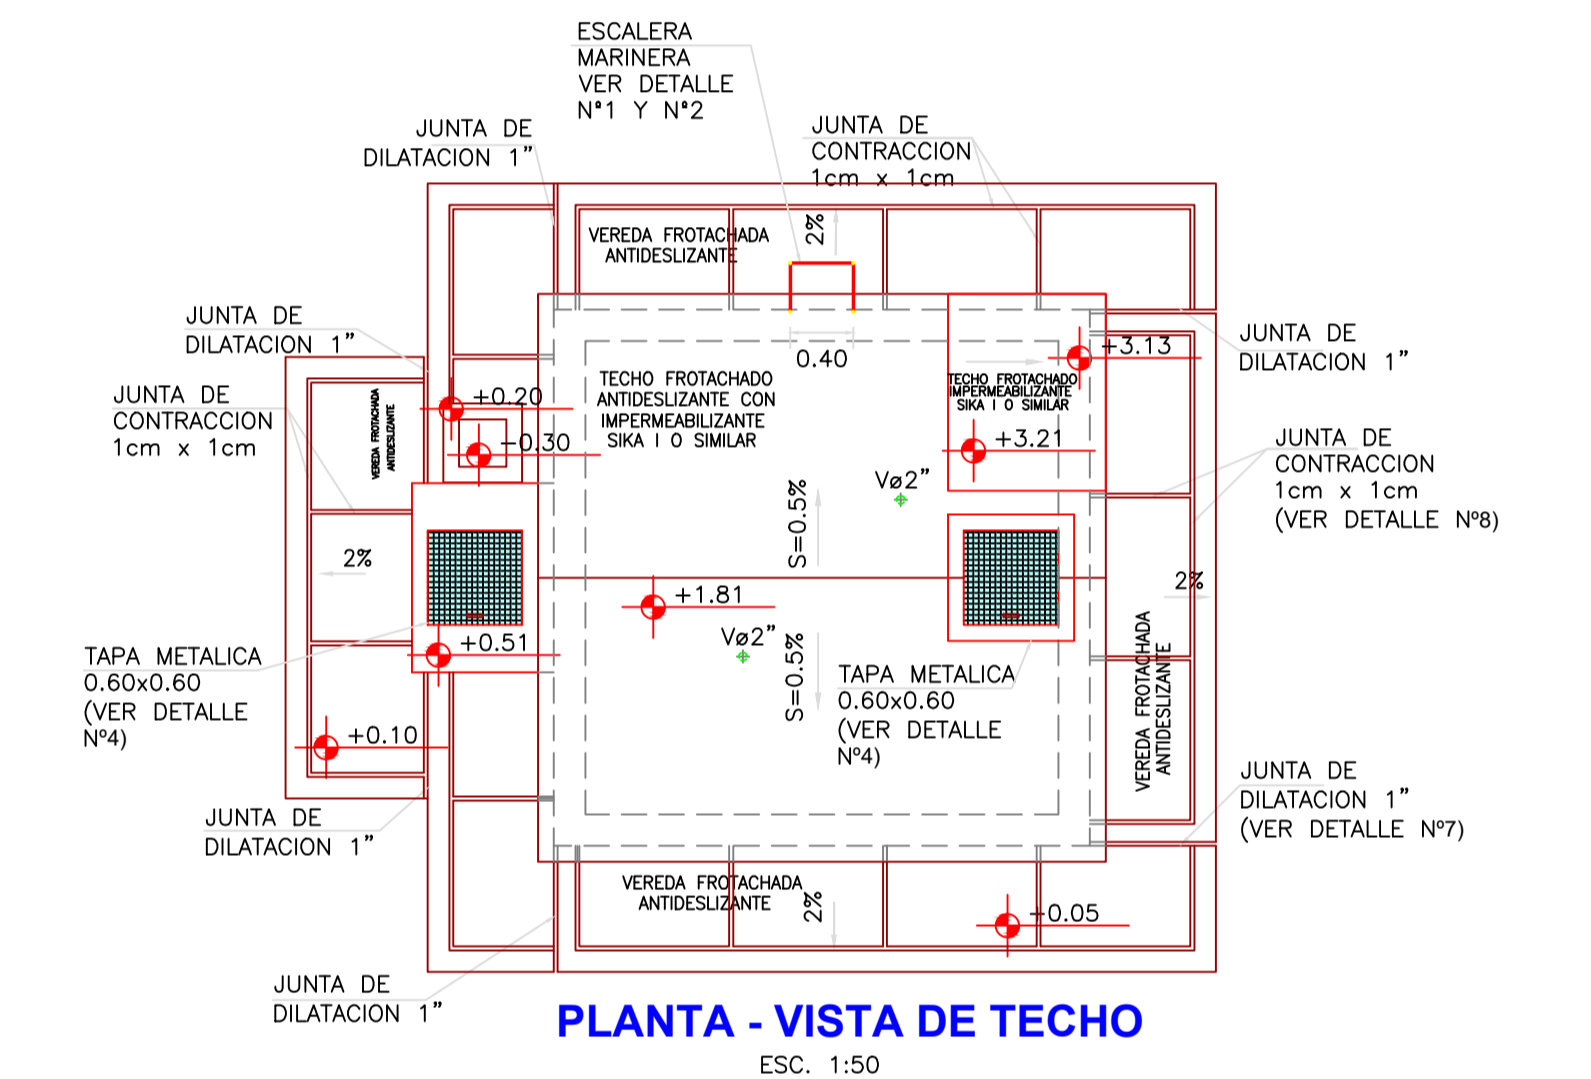 ESCALERA
MARINERA
VER DETALLE
Nº1 Y Nº2
JUNTA DE
DILATACION 1”
JUNTA DE
CONTRACCION
1cm x 1cm
VEREDA FROTACHADA
ANTIDESLIZANTE
2%
JUNTA DE
DILATACION 1”
JUNTA DE
DILATACION 1”
+3.13
0.40
TECHO FROTACHADO
ANTIDESLIZANTE CON
IMPERMEABILIZANTE
SIKA I O SIMILAR
TECHO FROTACHADO
IMPERMEABILIZANTE
SIKA I O SIMILAR
JUNTA DE
CONTRACCION
1cm x 1cm
VEREDA FROTACHADA
ANTIDESLIZANTE
+0.20
-0.30
+3.21
JUNTA DE
CONTRACCION
1cm x 1cm
(VER DETALLE Nº8)
Vø2”
S=0.5%
2%
2%
+1.81
+0.51
Vø2”
S=0.5%
TAPA METALICA
0.60x0.60
(VER DETALLE
Nº4)
TAPA METALICA
0.60x0.60
(VER DETALLE
Nº4)
VEREDA FROTACHADA
ANTIDESLIZANTE
+0.10
JUNTA DE
DILATACION 1”
JUNTA DE
DILATACION 1”
(VER DETALLE Nº7)
VEREDA FROTACHADA
ANTIDESLIZANTE
2%
+0.05
JUNTA DE
DILATACION 1”
PLANTA - VISTA DE TECHO
ESC. 1:50